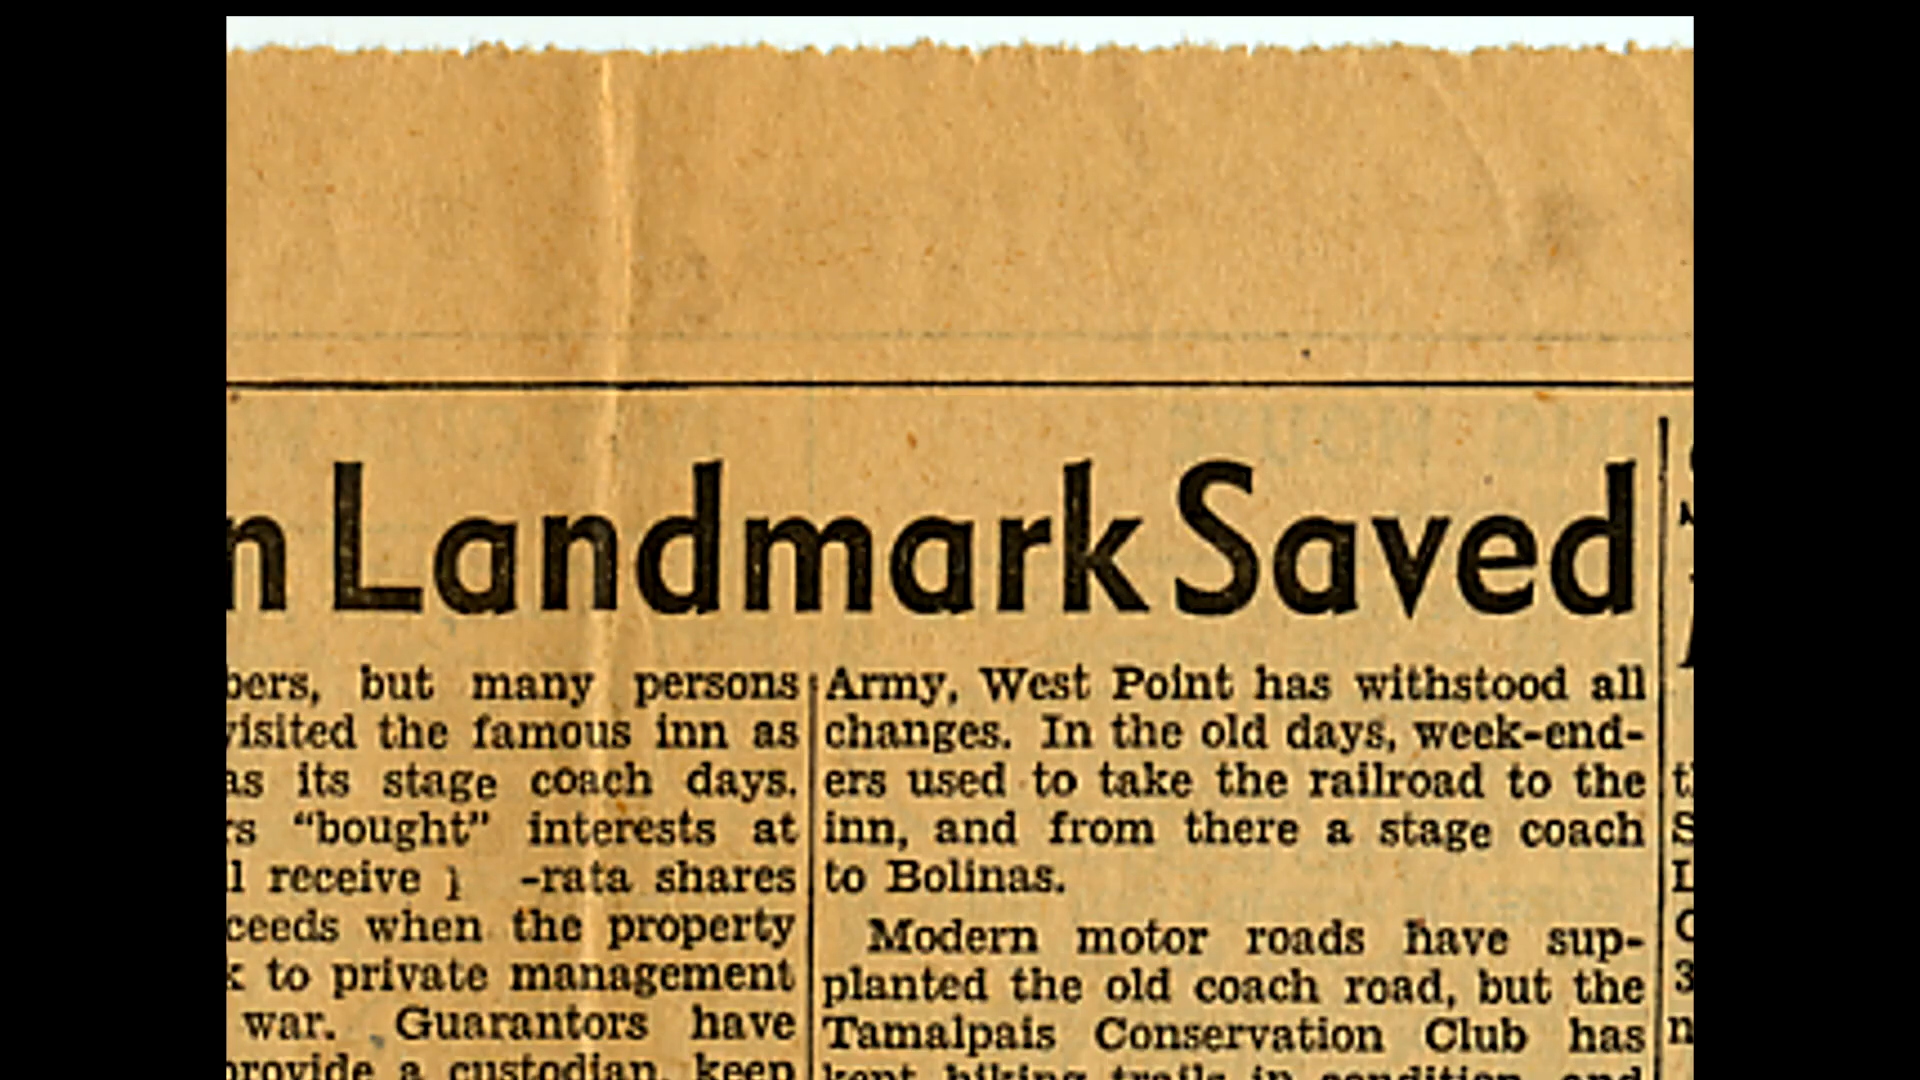 Landmark Saved
but many persons
visited the famous inn as
as its stage coach days.
"bought" interests at
receive -rata shares
when the property
to private management
war. Guarantors have
provide a custodian, keep
Army, West Point has withstood all
changes. In the old days, week-end-
ers used to take the railroad to the
inn, and from there a stage coach
to Bolinas.
Modern motor roads have sup-
planted the old coach road, but the
Tamalpais Conservation Club has
kept hiking trails in condition, and